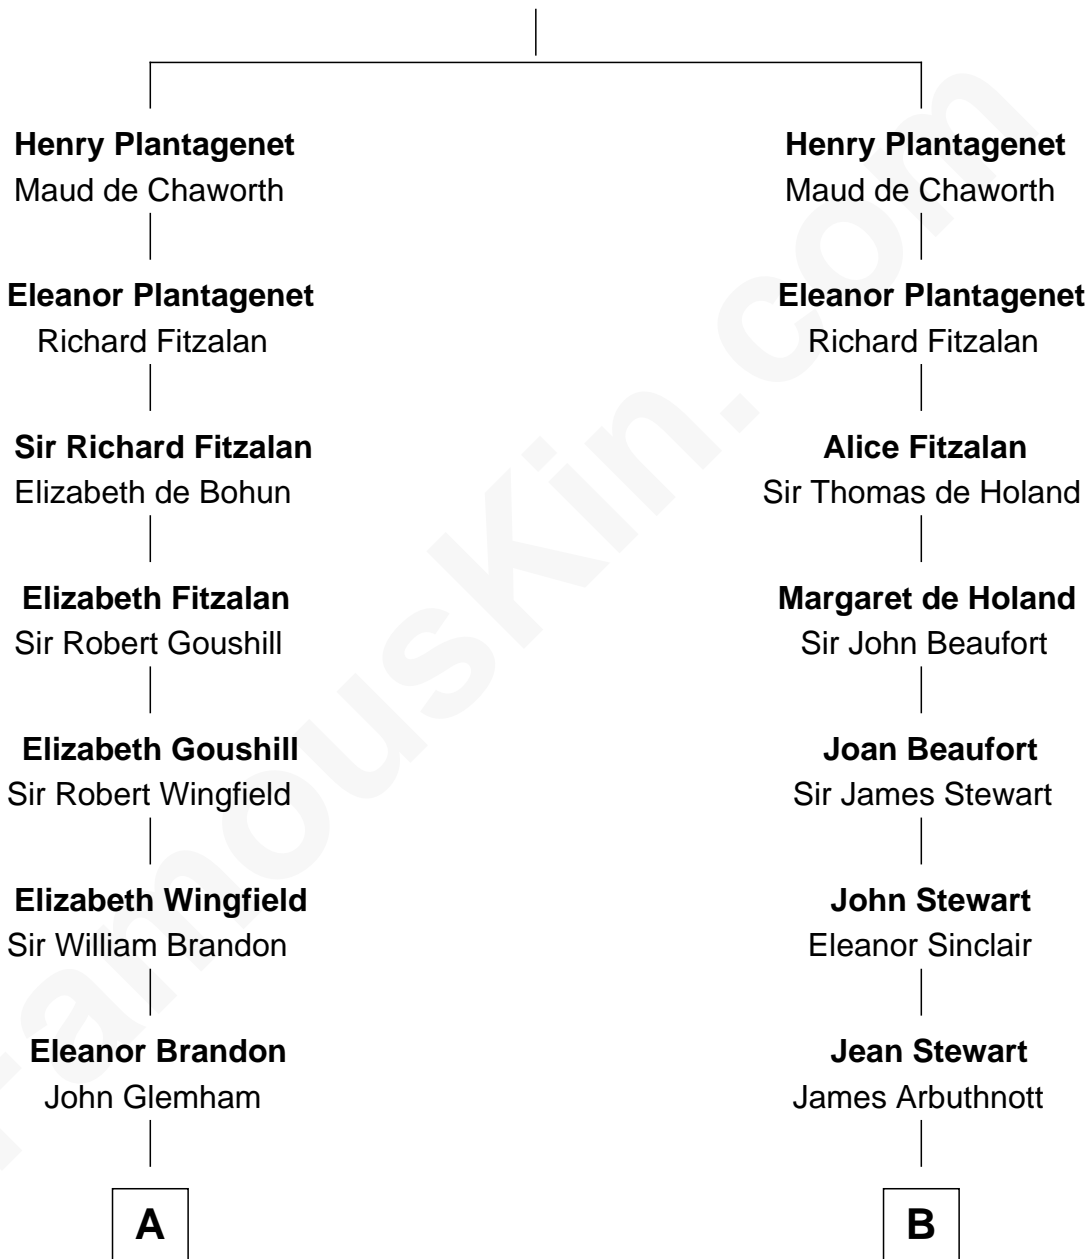 Henry Plantagenet
Maud de Chaworth
Eleanor Plantagenet
Richard Fitzalan
Sir Richard Fitzalan
Elizabeth de Bohun
Elizabeth Fitzalan
Sir Robert Goushill
Elizabeth Goushill
Sir Robert Wingfield
Elizabeth Wingfield
Sir William Brandon
Eleanor Brandon
John Glemham
A
Henry Plantagenet
Maud de Chaworth
Eleanor Plantagenet
Richard Fitzalan
Alice Fitzalan
Sir Thomas de Holand
Margaret de Holand
Sir John Beaufort
Joan Beaufort
Sir James Stewart
John Stewart
Eleanor Sinclair
Jean Stewart
James Arbuthnott
B
FamousKin.com